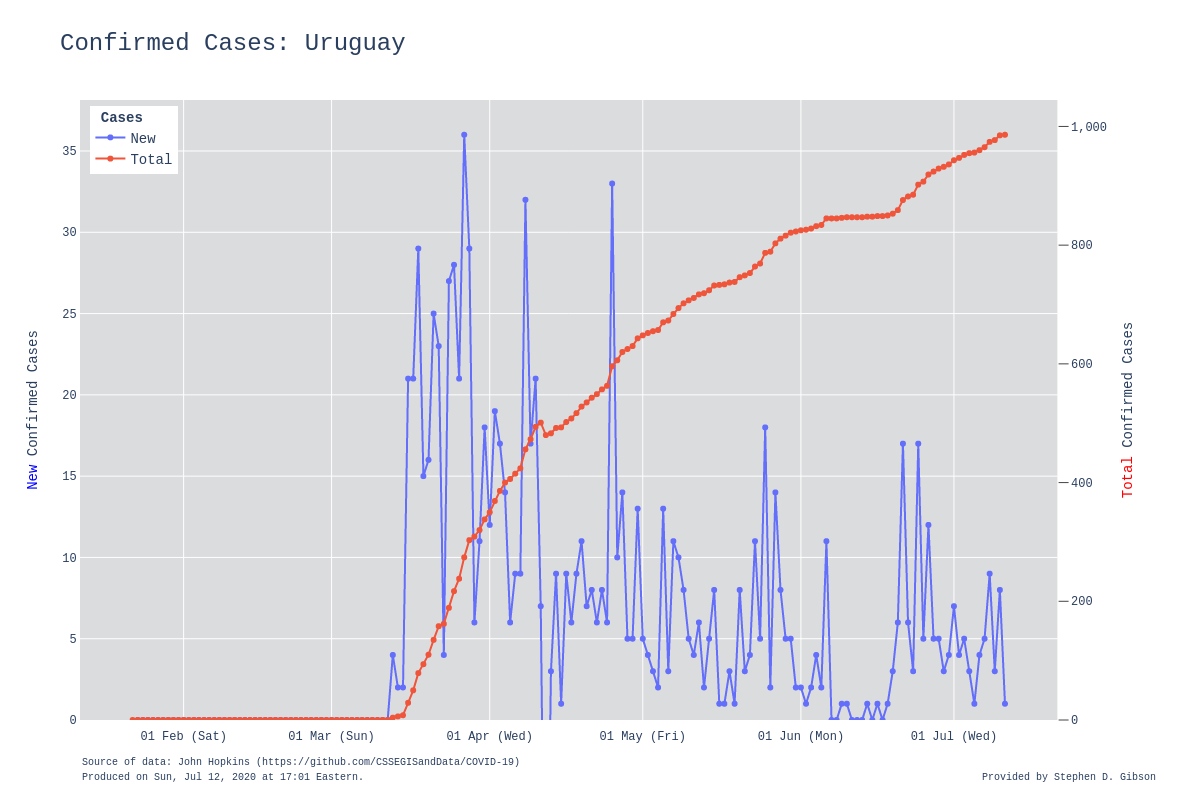 Confirmed Cases: Uruguay
Cases
New
Total
35
30
25
20
15
10
5
0
1,000
800
600
400
200
0
New Confirmed Cases
Total Confirmed Cases
01 Feb (Sat)
01 Mar (Sun)
01 Apr (Wed)
01 May (Fri)
01 Jun (Mon)
01 Jul (Wed)
Source of data: John Hopkins (https://github.com/CSSEGISandData/COVID-19)
Produced on Sun, Jul 12, 2020 at 17:01 Eastern.
Provided by Stephen D. Gibson